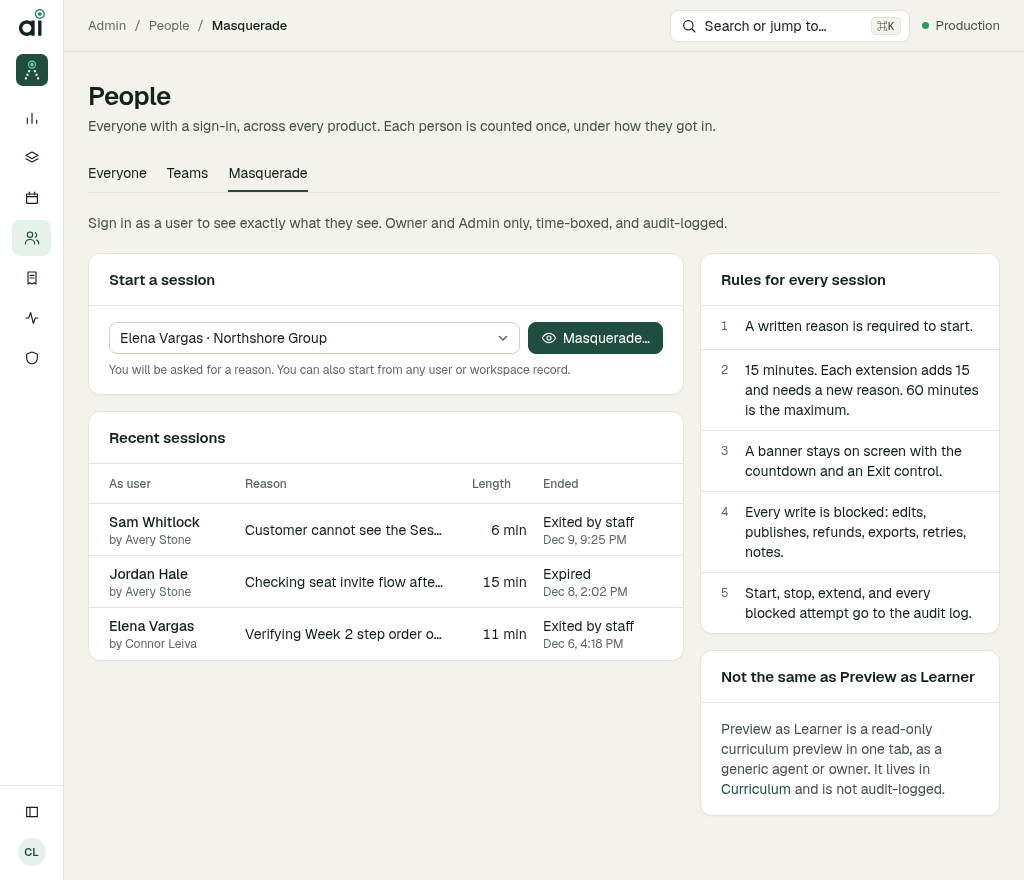 ai
Admin / People / Masquerade
Search or jump to…
⌘K
Production
People
Everyone with a sign-in, across every product. Each person is counted once, under how they got in.
Everyone Teams Masquerade
Sign in as a user to see exactly what they see. Owner and Admin only, time-boxed, and audit-logged.
Start a session
Elena Vargas · Northshore Group
Masquerade…
You will be asked for a reason. You can also start from any user or workspace record.
Recent sessions
As user Reason Length Ended
Sam Whitlock Customer cannot see the Ses… 6 min Exited by staff
by Avery Stone Dec 9, 9:25 PM
Jordan Hale Checking seat invite flow afte… 15 min Expired
by Avery Stone Dec 8, 2:02 PM
Elena Vargas Verifying Week 2 step order o… 11 min Exited by staff
by Connor Leiva Dec 6, 4:18 PM
Rules for every session
1 A written reason is required to start.
2 15 minutes. Each extension adds 15
and needs a new reason. 60 minutes
is the maximum.
3 A banner stays on screen with the
countdown and an Exit control.
4 Every write is blocked: edits,
publishes, refunds, exports, retries,
notes.
5 Start, stop, extend, and every
blocked attempt go to the audit log.
Not the same as Preview as Learner
Preview as Learner is a read-only
curriculum preview in one tab, as a
generic agent or owner. It lives in
Curriculum and is not audit-logged.
CL